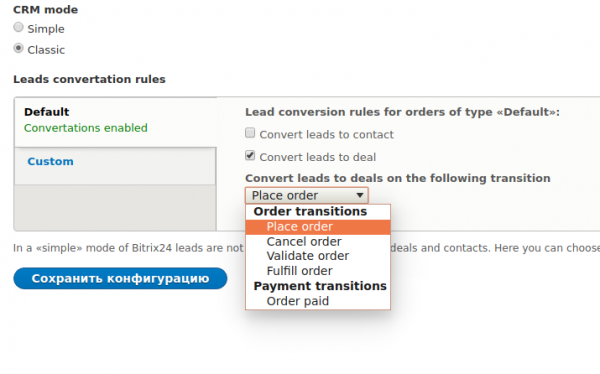 CRM mode
Simple
Classic
Leads convertation rules
Default
Convertations enabled
Custom
Lead conversion rules for orders of type «Default»:
Convert leads to contact
Convert leads to deal
Convert leads to deals on the following transition
Place order
Order transitions
Place order
Cancel order
Validate order
Fulfill order
Payment transitions
Order paid
In a «simple» mode of Bitrix24 leads are not deals and contacts. Here you can choose
Сохранить конфигурацию